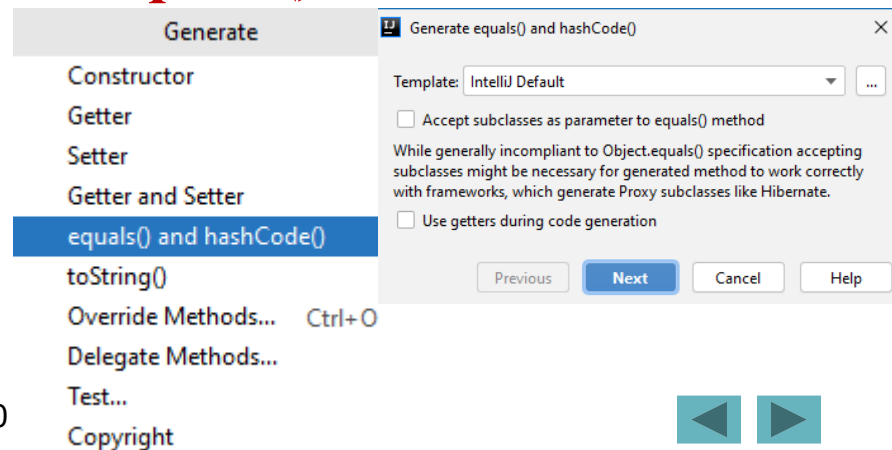 Generate
Constructor
Getter
Setter
Getter and Setter
equals() and hashCode()
toString()
Override Methods... Ctrl+O
Delegate Methods...
Test...
Copyright
Generate equals() and hashCode()
Template: IntelliJ Default
...
Accept subclasses as parameter to equals() method
While generally incompliant to Object.equals() specification accepting
subclasses might be necessary for generated method to work correctly
with frameworks, which generate Proxy subclasses like Hibernate.
Use getters during code generation
Previous Next Cancel Help